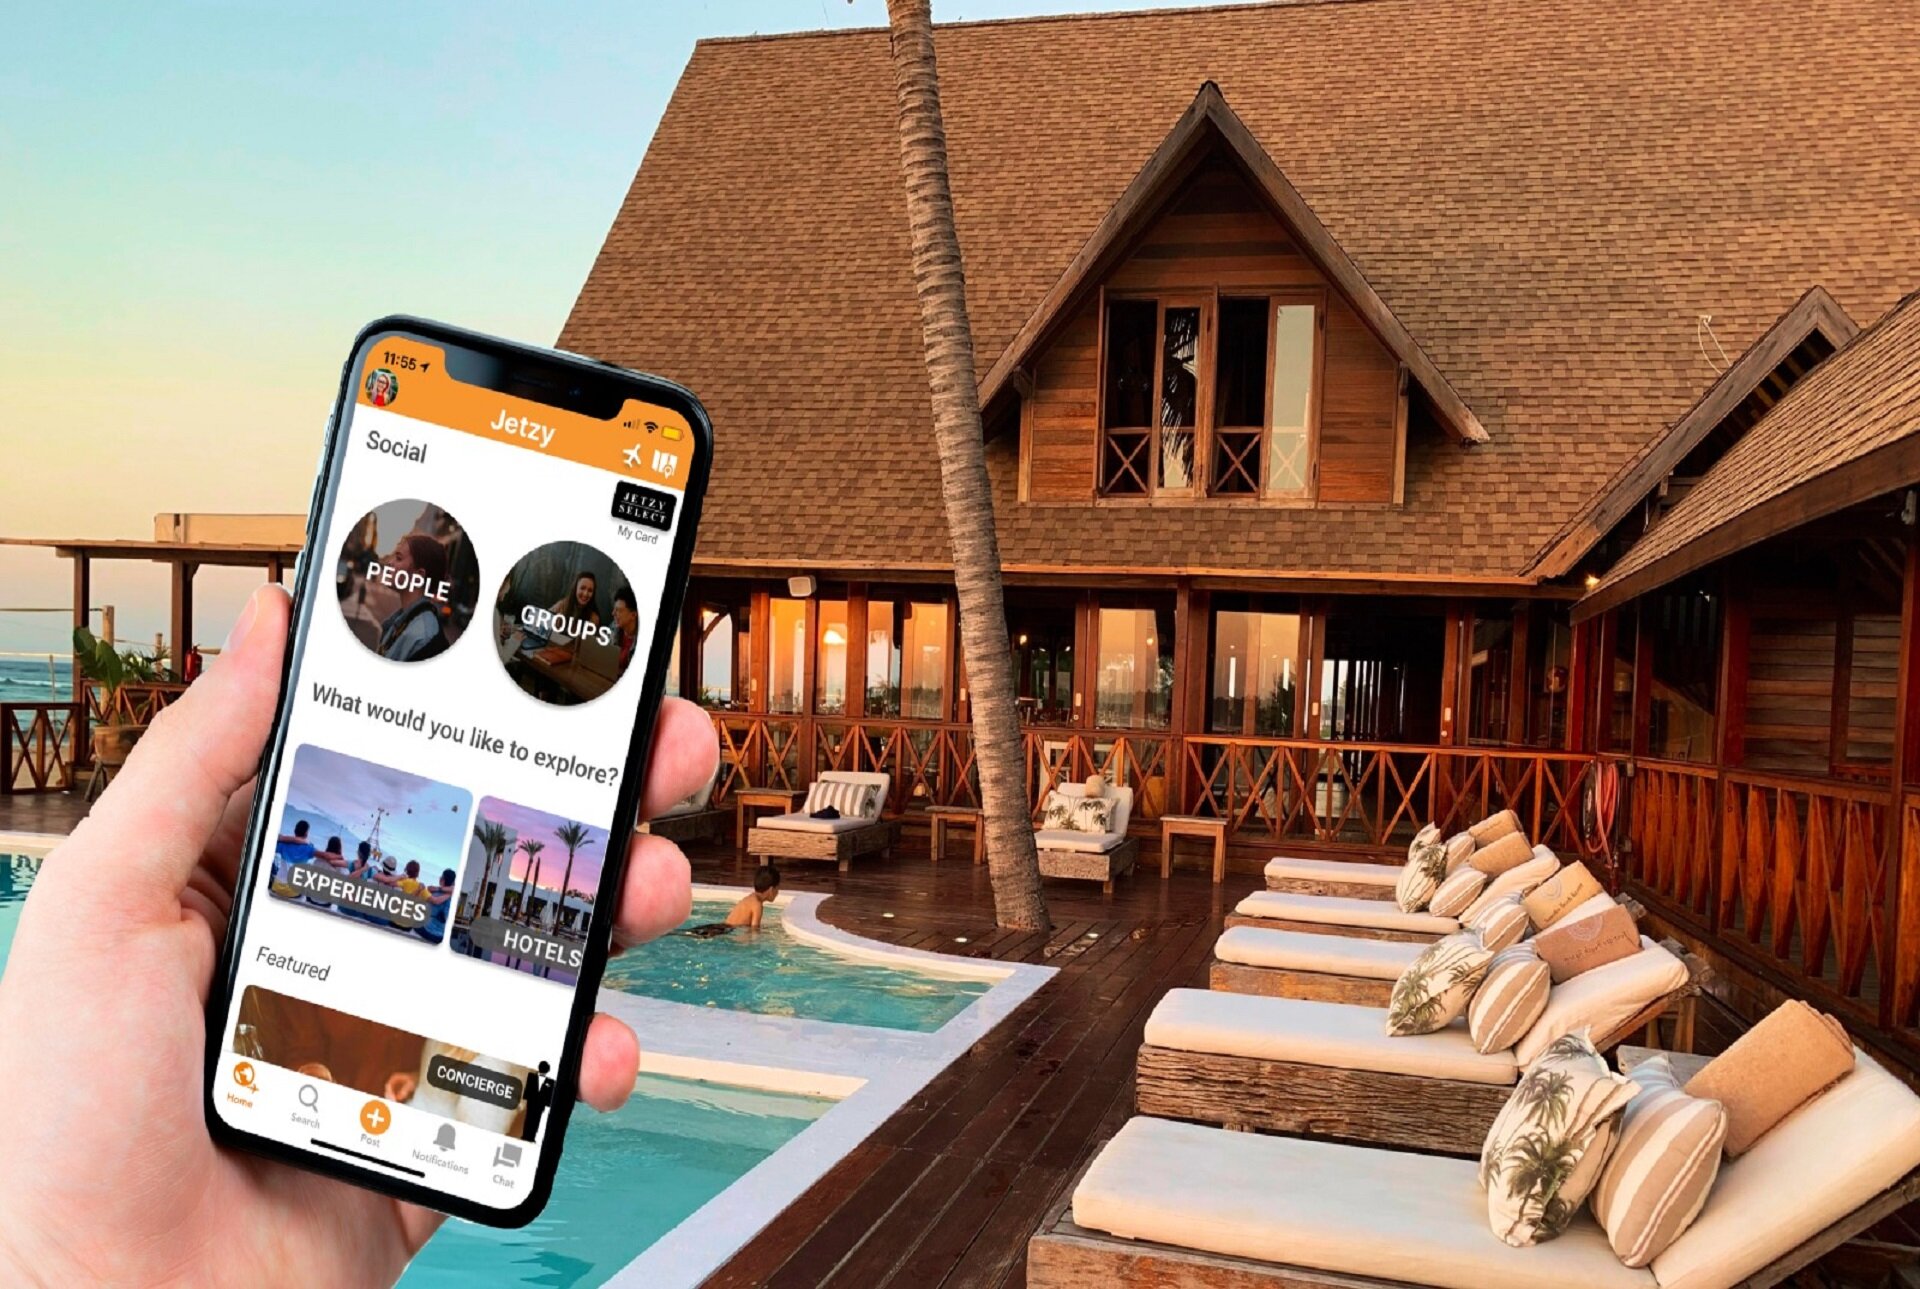 11:55
Jetzy
Social
JETZY
SELECT
My Card
PEOPLE
GROUPS
What would you like to explore?
EXPERIENCES
HOTELS
Featured
CONCIERGE
Home
Search
Post
Notifications
Chat